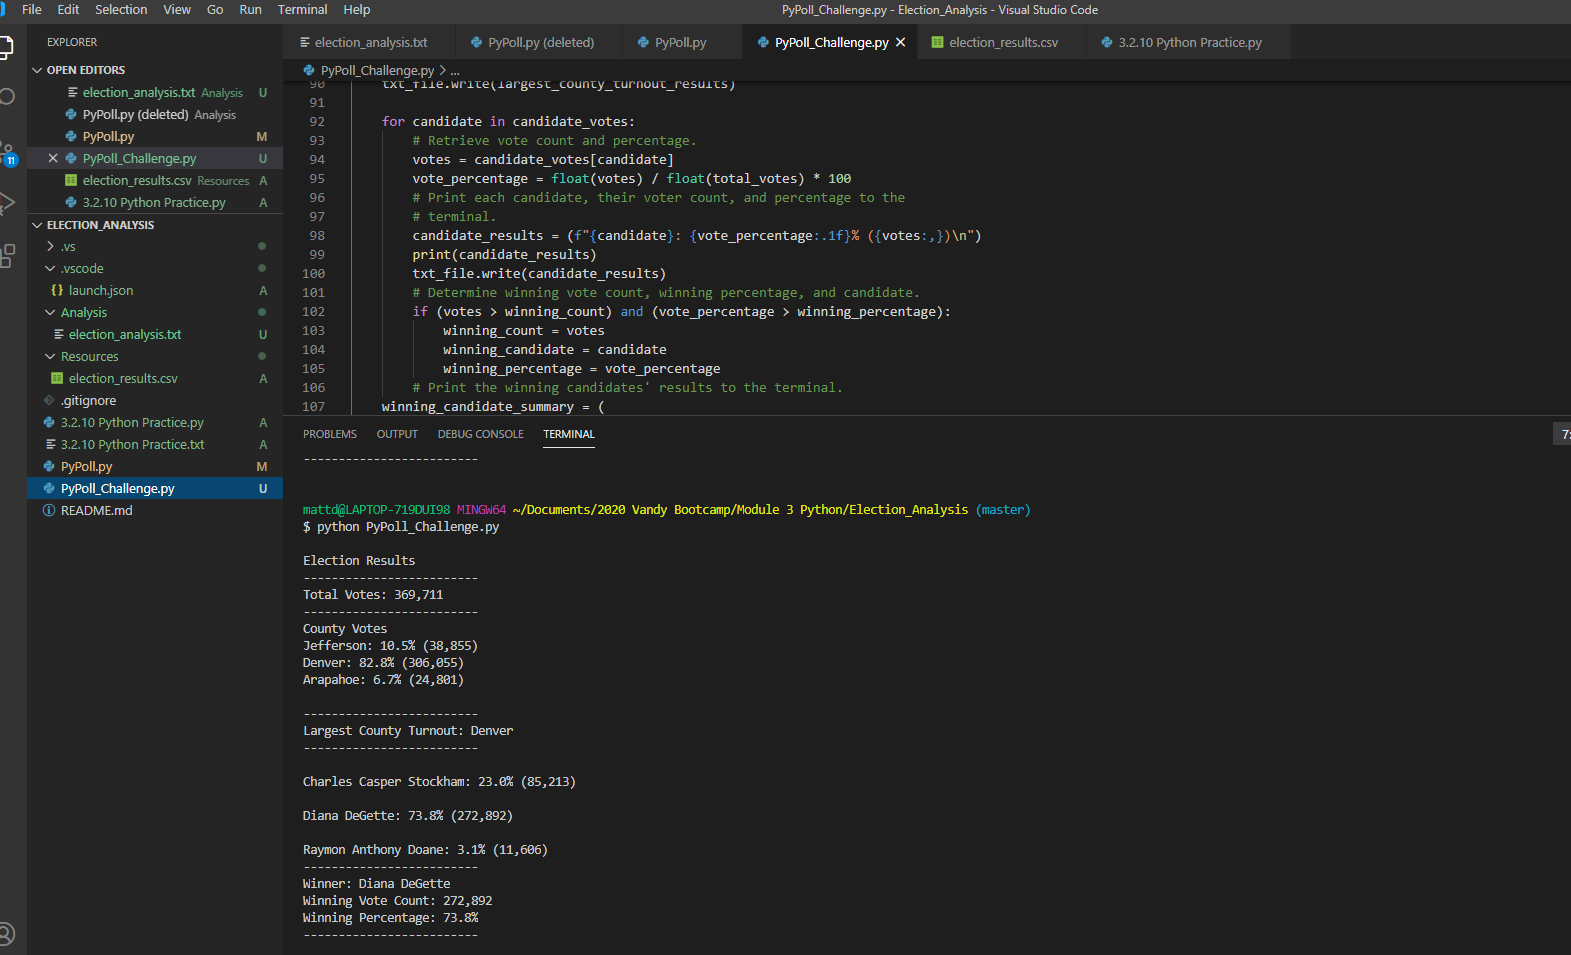 File Edit Selection View Go Run Terminal Help
PyPoll_Challenge.py - Election_Analysis - Visual Studio Code
EXPLORER
OPEN EDITORS
election_analysis.txt Analysis U
PyPoll.py (deleted) Analysis
PyPoll.py M
PyPoll_Challenge.py U
election_results.csv Resources A
3.2.10 Python Practice.py A
11
ELECTION_ANALYSIS
.vs
.vscode
{} launch.json A
Analysis
election_analysis.txt U
Resources
election_results.csv A
.gitignore
3.2.10 Python Practice.py A
3.2.10 Python Practice.txt A
PyPoll.py M
PyPoll_Challenge.py U
README.md
election_analysis.txt PyPoll.py (deleted) PyPoll.py PyPoll_Challenge.py election_results.csv 3.2.10 Python Practice.py
PyPoll_Challenge.py > ...
90 txt_file.write(largest_county_turnout_results)
91
92 for candidate in candidate_votes:
93 # Retrieve vote count and percentage.
94 votes = candidate_votes[candidate]
95 vote_percentage = float(votes) / float(total_votes) * 100
96 # Print each candidate, their voter count, and percentage to the
97 # terminal.
98 candidate_results = (f"{candidate}: {vote_percentage:.1f}% ({votes:,})\n")
99 print(candidate_results)
100 txt_file.write(candidate_results)
101 # Determine winning vote count, winning percentage, and candidate.
102 if (votes > winning_count) and (vote_percentage > winning_percentage):
103 winning_count = votes
104 winning_candidate = candidate
105 winning_percentage = vote_percentage
106 # Print the winning candidates' results to the terminal.
107 winning_candidate_summary = (
PROBLEMS OUTPUT DEBUG CONSOLE TERMINAL
7:
-------------------------
mattd@LAPTOP-719DUI98 MINGW64 ~/Documents/2020 Vandy Bootcamp/Module 3 Python/Election_Analysis (master)
$ python PyPoll_Challenge.py
Election Results
-------------------------
Total Votes: 369,711
-------------------------
County Votes
Jefferson: 10.5% (38,855)
Denver: 82.8% (306,055)
Arapahoe: 6.7% (24,801)
-------------------------
Largest County Turnout: Denver
-------------------------
Charles Casper Stockham: 23.0% (85,213)
Diana DeGette: 73.8% (272,892)
Raymon Anthony Doane: 3.1% (11,606)
-------------------------
Winner: Diana DeGette
Winning Vote Count: 272,892
Winning Percentage: 73.8%
-------------------------